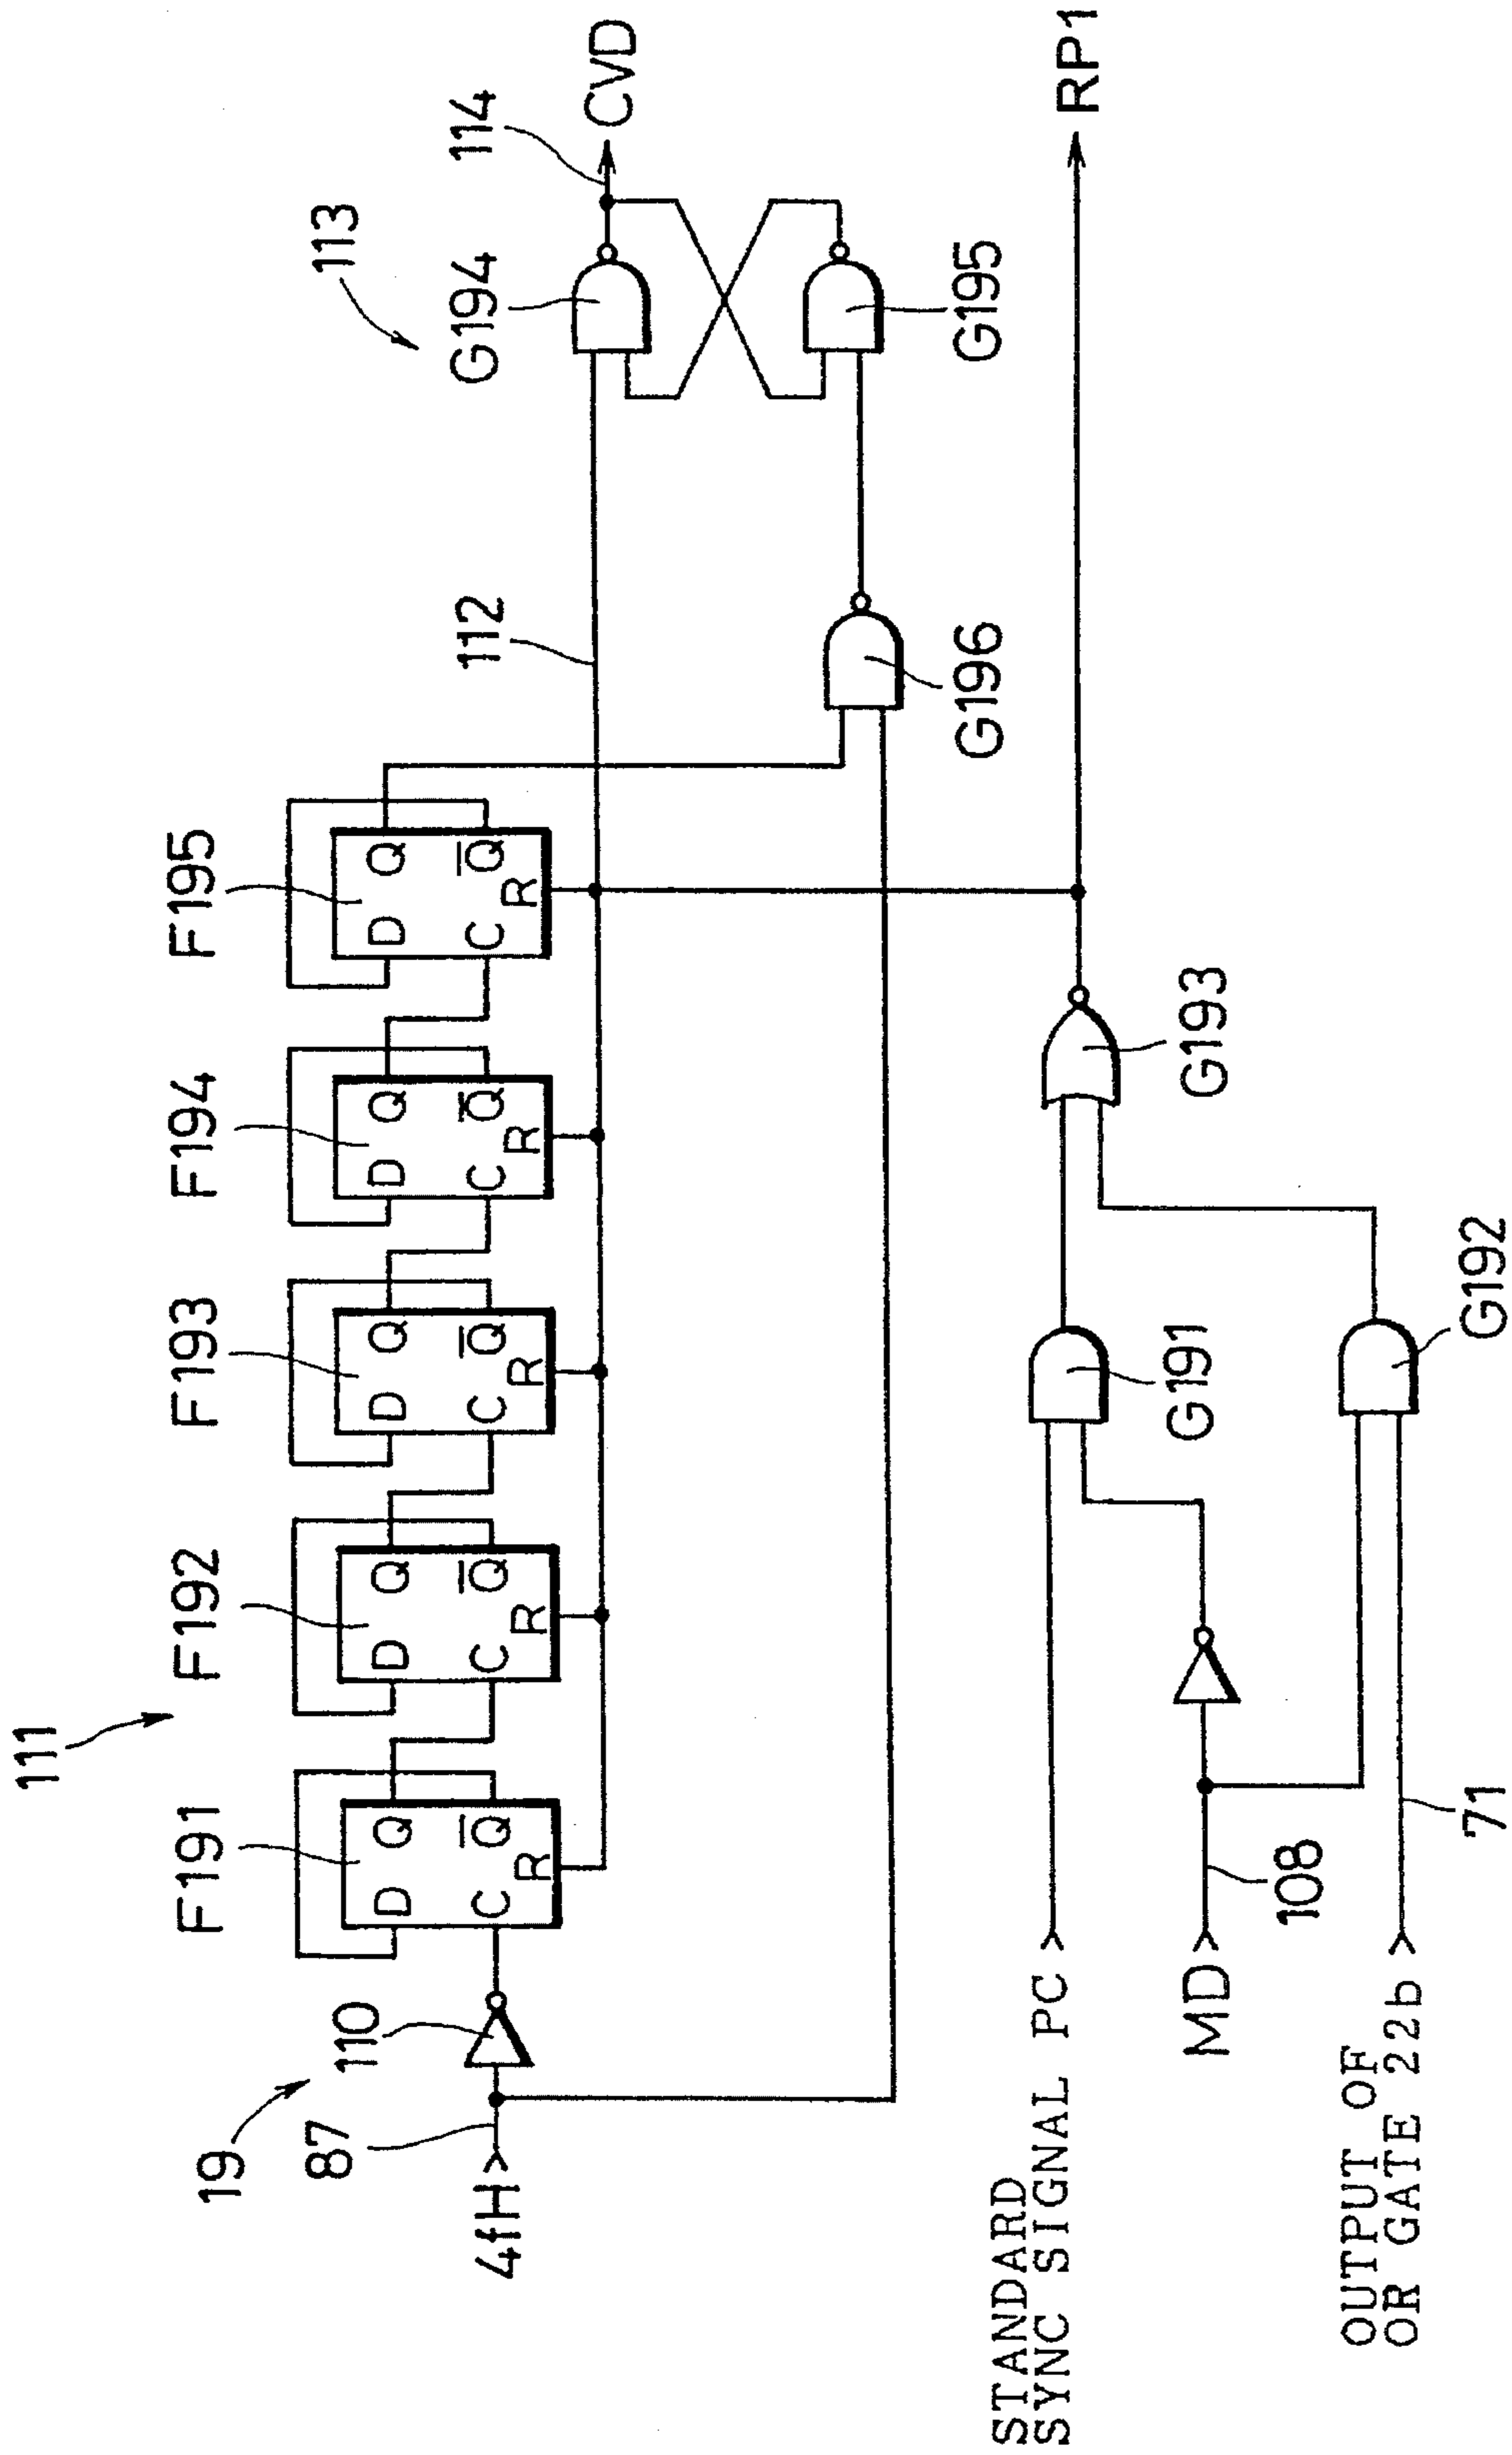 19
111
F191
F192
F193
F194
F195
113
87
110
112
G194
114
4fH
D
Q
C
Q̅
R
D
Q
C
Q̅
R
D
Q
C
Q̅
R
D
Q
C
Q̅
R
D
Q
C
Q̅
R
CVD
G196
G195
STANDARD
SYNC SIGNAL PC
RP1
G191
G193
MD
108
OUTPUT OF
OR GATE 22b
71
G192